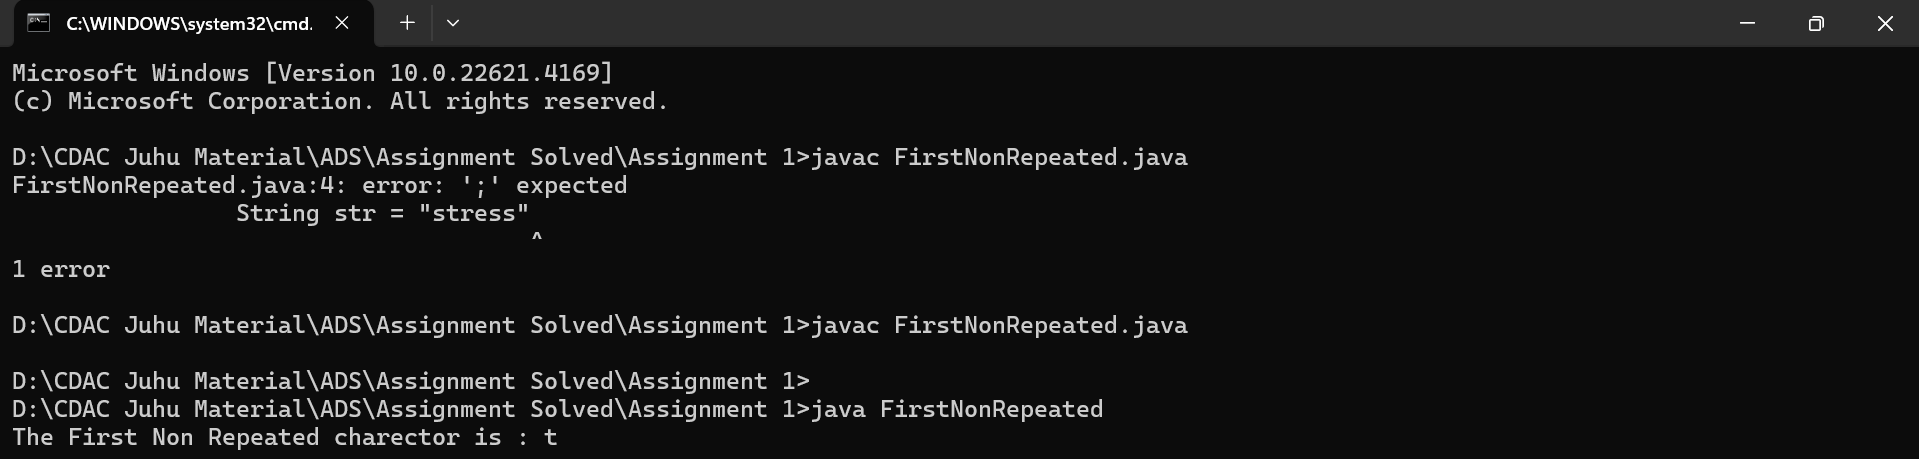 C:\WINDOWS\system32\cmd.
Microsoft Windows [Version 10.0.22621.4169]
(c) Microsoft Corporation. All rights reserved.
D:\CDAC Juhu Material\ADS\Assignment Solved\Assignment 1>javac FirstNonRepeated.java
FirstNonRepeated.java:4: error: ';' expected
                String str = "stress"
                                     ^
1 error
D:\CDAC Juhu Material\ADS\Assignment Solved\Assignment 1>javac FirstNonRepeated.java
D:\CDAC Juhu Material\ADS\Assignment Solved\Assignment 1>
D:\CDAC Juhu Material\ADS\Assignment Solved\Assignment 1>java FirstNonRepeated
The First Non Repeated charector is : t